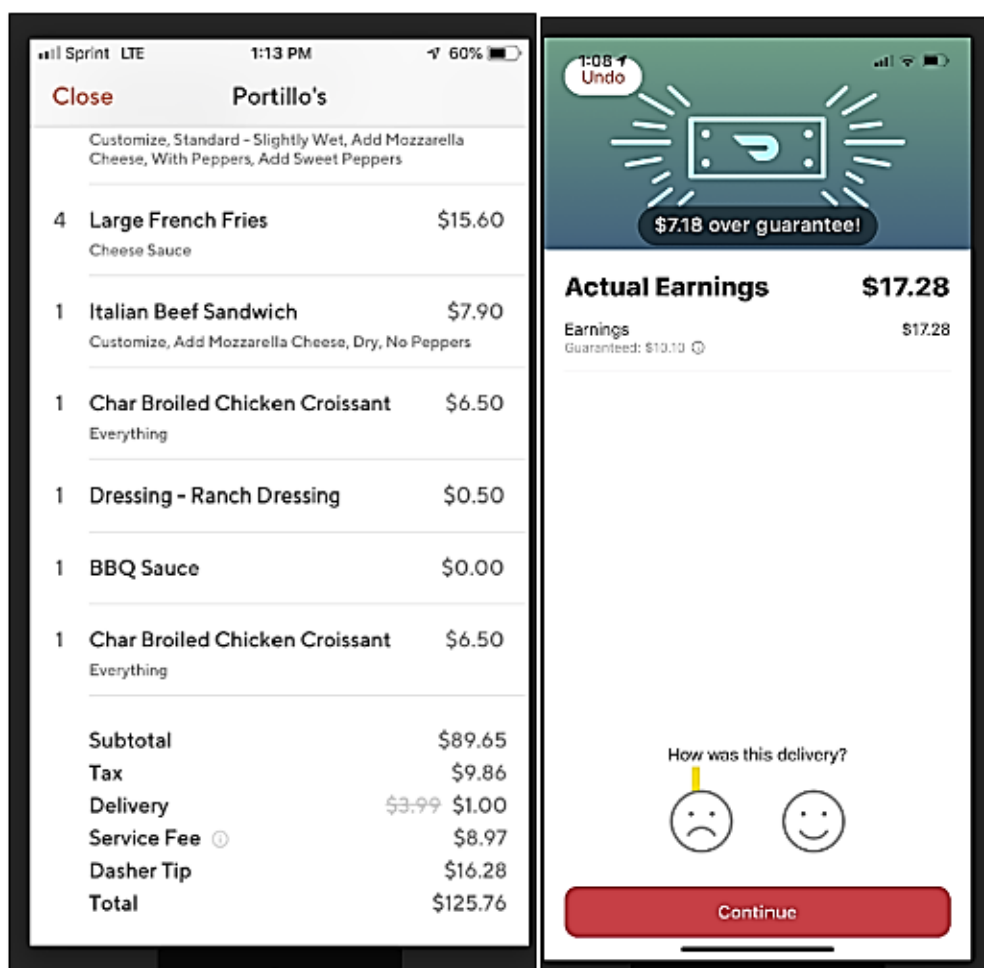 Sprint LTE 1:13 PM 60%
Close Portillo's
Customize, Standard - Slightly Wet, Add Mozzarella
Cheese, With Peppers, Add Sweet Peppers
4 Large French Fries $15.60
Cheese Sauce
1 Italian Beef Sandwich $7.90
Customize, Add Mozzarella Cheese, Dry, No Peppers
1 Char Broiled Chicken Croissant $6.50
Everything
1 Dressing - Ranch Dressing $0.50
1 BBQ Sauce $0.00
1 Char Broiled Chicken Croissant $6.50
Everything
Subtotal $89.65
Tax $9.86
Delivery $3.99 $1.00
Service Fee $8.97
Dasher Tip $16.28
Total $125.76
1:08
Undo
$7.18 over guarantee!
Actual Earnings $17.28
Earnings $17.28
Guaranteed: $10.10
How was this delivery?
Continue